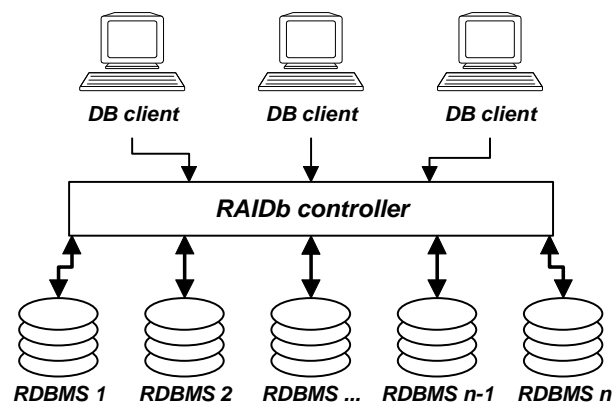 DB client DB client DB client
RAIDb controller
RDBMS 1 RDBMS 2 RDBMS ... RDBMS n-1 RDBMS n